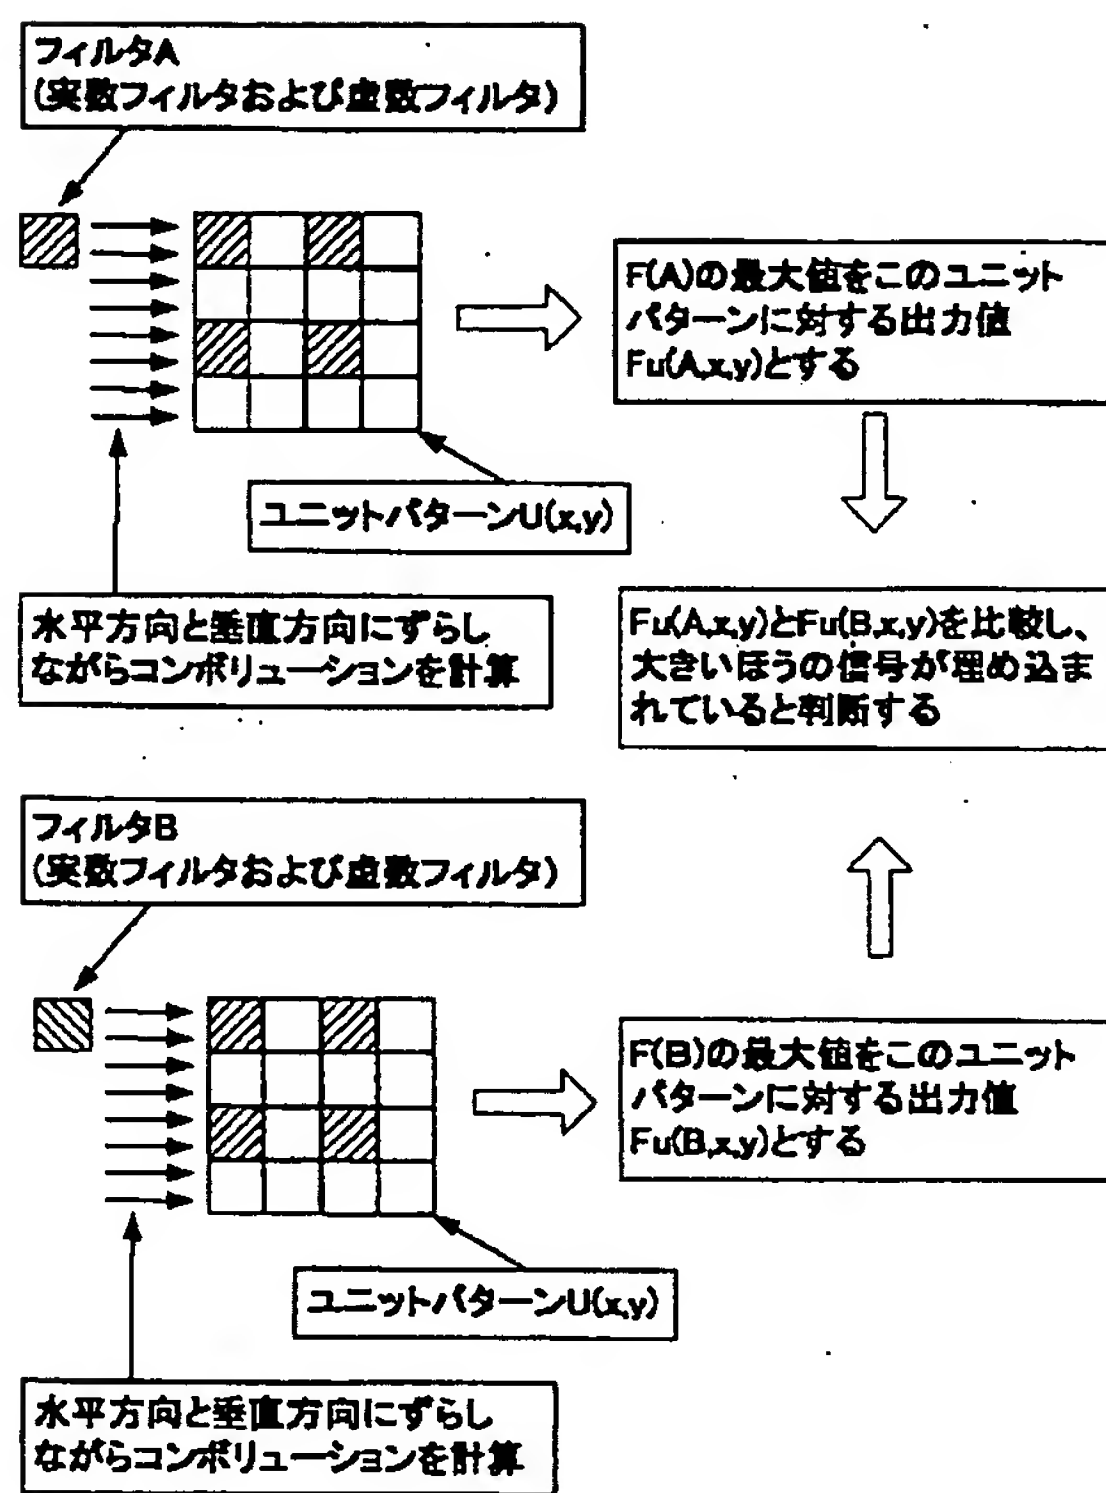 フィルタA
(実数フィルタおよび虚数フィルタ)
F(A)の最大値をこのユニット
パターンに対する出力値
Fu(A,x,y)とする
ユニットパターンU(x,y)
水平方向と垂直方向にずらし
ながらコンボリューションを計算
Fu(A,x,y)とFu(B,x,y)を比較し、
大きいほうの信号が埋め込ま
れていると判断する
フィルタB
(実数フィルタおよび虚数フィルタ)
F(B)の最大値をこのユニット
パターンに対する出力値
Fu(B,x,y)とする
ユニットパターンU(x,y)
水平方向と垂直方向にずらし
ながらコンボリューションを計算